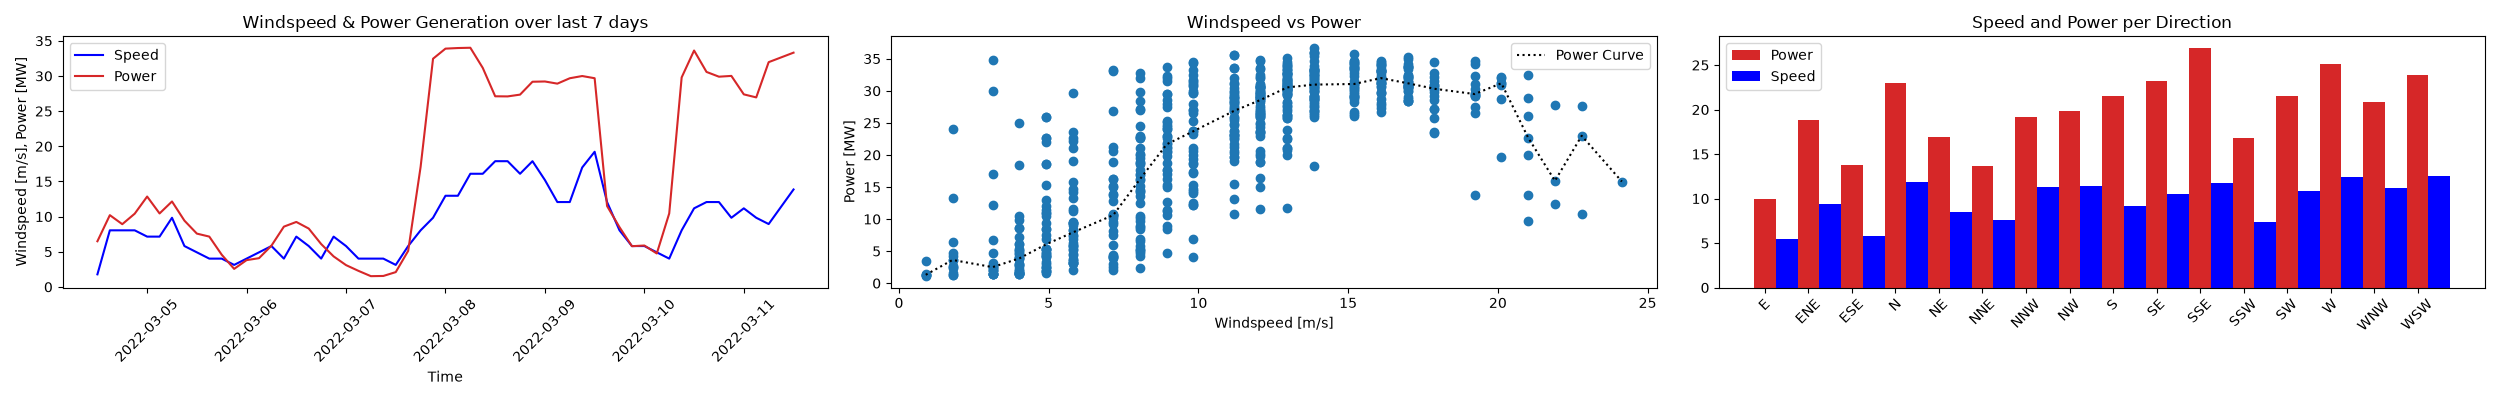 Windspeed & Power Generation over last 7 days
Windspeed [m/s], Power [MW]
35
30
25
20
15
10
5
0
Speed
Power
2022-03-05
2022-03-06
2022-03-07
2022-03-08
2022-03-09
2022-03-10
2022-03-11
Time
Windspeed vs Power
Power [MW]
35
30
25
20
15
10
5
0
Power Curve
0
5
10
15
20
25
Windspeed [m/s]
Speed and Power per Direction
25
20
15
10
5
0
Power
Speed
E
ENE
ESE
N
NE
NNE
NNW
NW
S
SE
SSE
SSW
SW
W
WNW
WSW